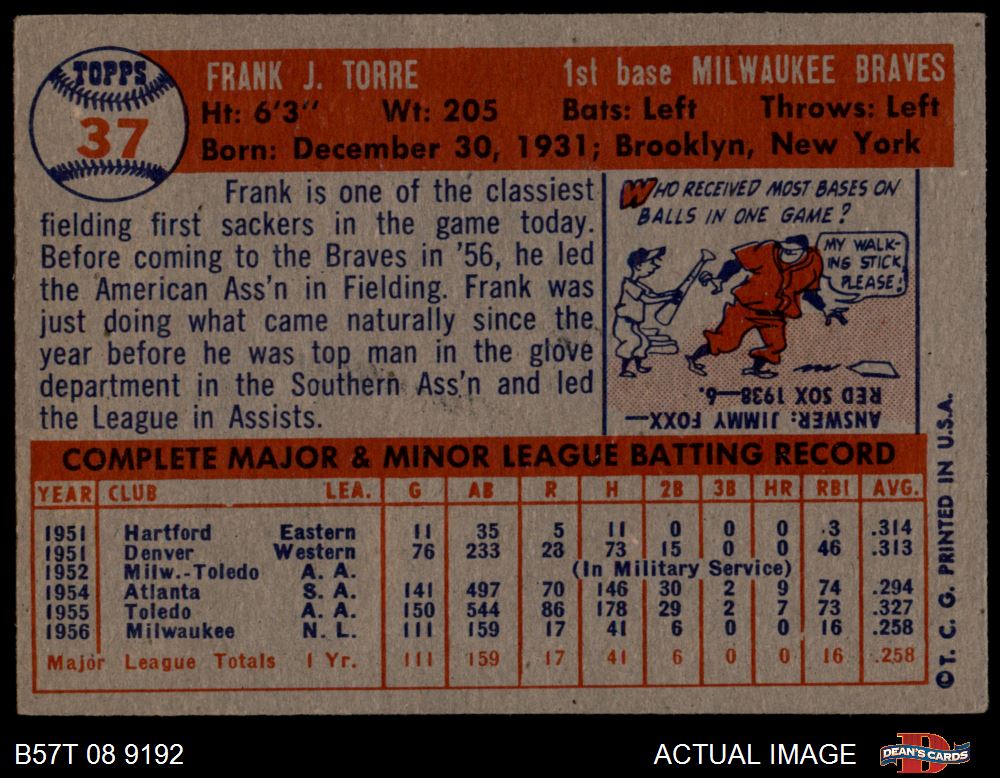 TOPPS
37
FRANK J. TORRE 1st base MILWAUKEE BRAVES
Ht: 6'3" Wt: 205 Bats: Left Throws: Left
Born: December 30, 1931; Brooklyn, New York
Frank is one of the classiest
fielding first sackers in the game today.
Before coming to the Braves in '56, he led
the American Ass'n in Fielding. Frank was
just doing what came naturally since the
year before he was top man in the glove
department in the Southern Ass'n and led
the League in Assists.
WHO RECEIVED MOST BASES ON
BALLS IN ONE GAME?
MY WALK-
ING STICK,
PLEASE!
ANSWER: JIMMY FOXX—
RED SOX 1938—6.
COMPLETE MAJOR & MINOR LEAGUE BATTING RECORD
YEAR CLUB LEA. G AB R H 2B 3B HR RBI AVG.
1951 Hartford Eastern 11 35 5 11 0 0 0 3 .314
1951 Denver Western 76 233 28 73 15 0 0 46 .313
1952 Milw.-Toledo A. A. (In Military Service)
1954 Atlanta S. A. 141 497 70 146 30 2 9 74 .294
1955 Toledo A. A. 150 544 86 178 29 2 7 73 .327
1956 Milwaukee N. L. 111 159 17 41 6 0 0 16 .258
Major League Totals 1 Yr. 111 159 17 41 6 0 0 16 .258
©T. C. G. PRINTED IN U.S.A.
B57T 08 9192 ACTUAL IMAGE
DEAN'S CARDS